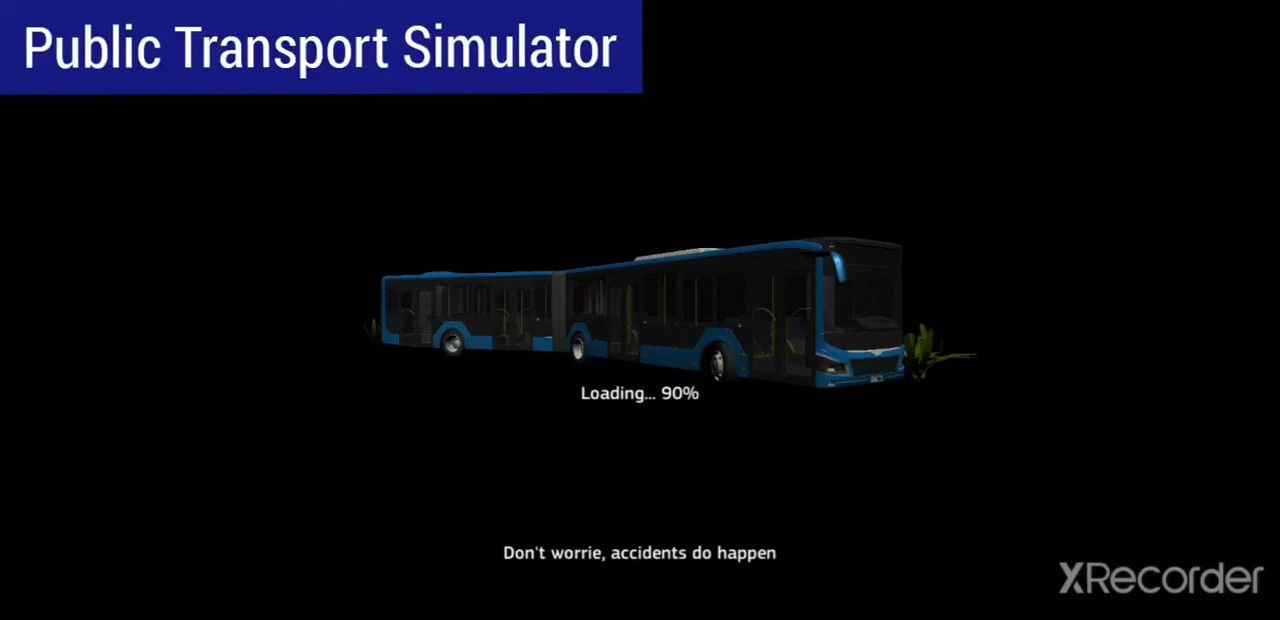 Public Transport Simulator
Loading... 90%
Don't worrie, accidents do happen
XRecorder